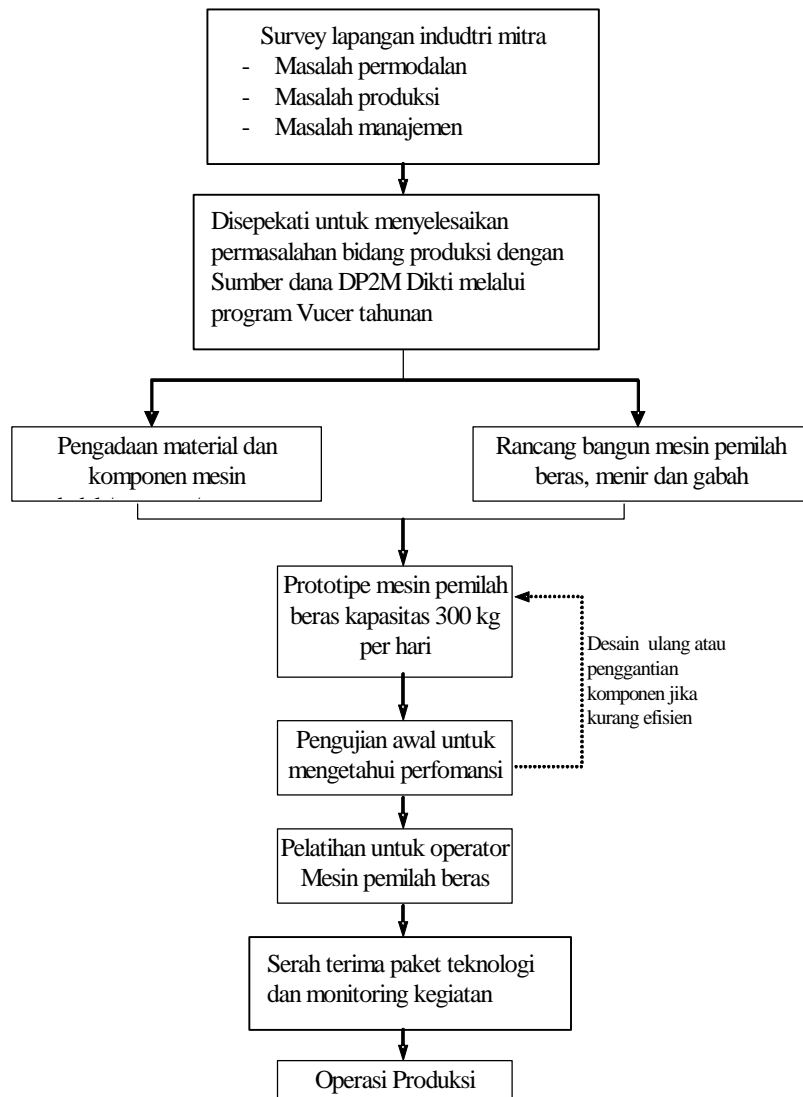 Survey lapangan indudtri mitra
- Masalah permodalan
- Masalah produksi
- Masalah manajemen
Disepekati untuk menyelesaikan
permasalahan bidang produksi dengan
Sumber dana DP2M Dikti melalui
program Vucer tahunan
Pengadaan material dan
komponen mesin
Rancang bangun mesin pemilah
beras, menir dan gabah
Prototipe mesin pemilah
beras kapasitas 300 kg
per hari
Desain ulang atau
penggantian
komponen jika
kurang efisien
Pengujian awal untuk
mengetahui perfomansi
Pelatihan untuk operator
Mesin pemilah beras
Serah terima paket teknologi
dan monitoring kegiatan
Operasi Produksi